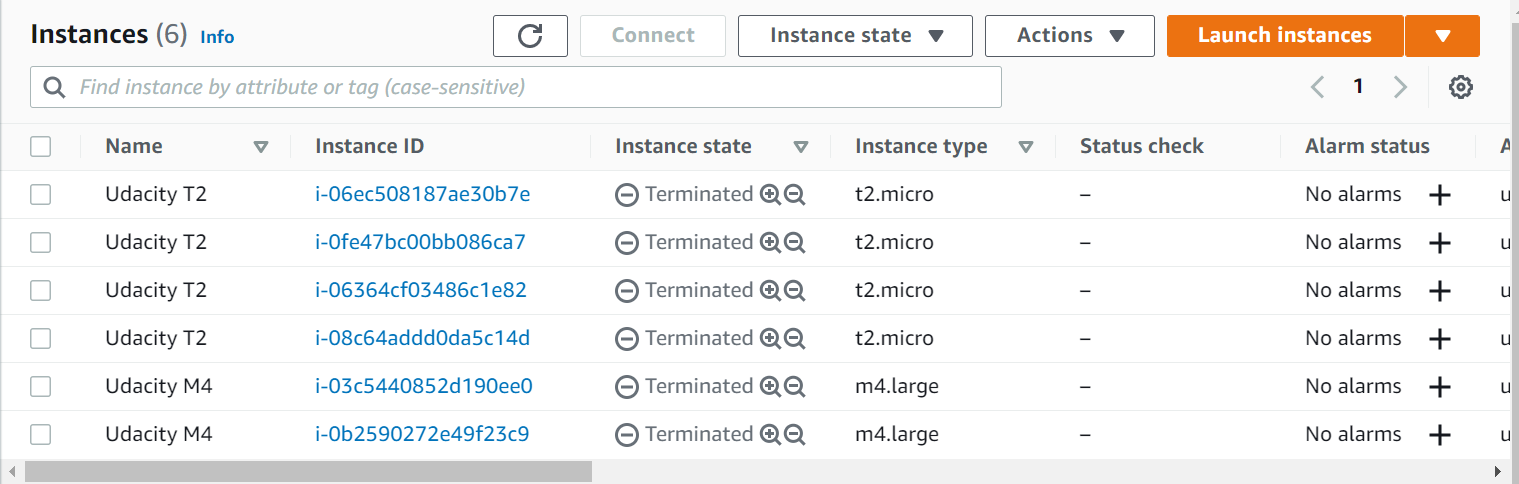 Instances (6) Info Connect Instance state Actions Launch instances
Find instance by attribute or tag (case-sensitive) 1
Name Instance ID Instance state Instance type Status check Alarm status A
Udacity T2 i-06ec508187ae30b7e Terminated t2.micro – No alarms + u
Udacity T2 i-0fe47bc00bb086ca7 Terminated t2.micro – No alarms + u
Udacity T2 i-06364cf03486c1e82 Terminated t2.micro – No alarms + u
Udacity T2 i-08c64addd0da5c14d Terminated t2.micro – No alarms + u
Udacity M4 i-03c5440852d190ee0 Terminated m4.large – No alarms + u
Udacity M4 i-0b2590272e49f23c9 Terminated m4.large – No alarms + u